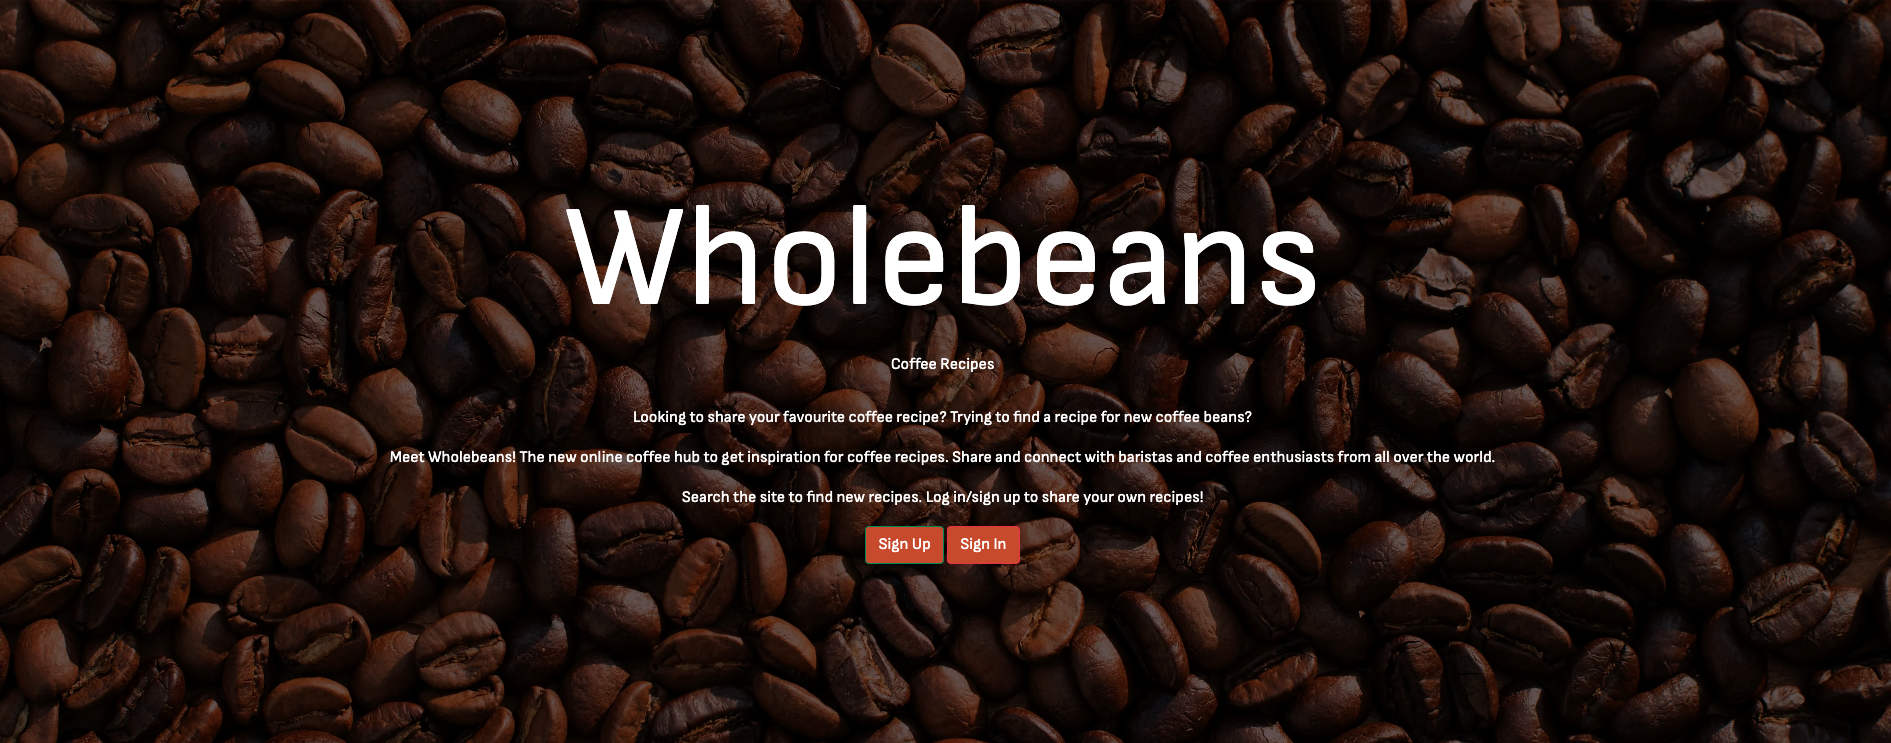 Wholebeans
Coffee Recipes
Looking to share your favourite coffee recipe? Trying to find a recipe for new coffee beans?
Meet Wholebeans! The new online coffee hub to get inspiration for coffee recipes. Share and connect with baristas and coffee enthusiasts from all over the world.
Search the site to find new recipes. Log in/sign up to share your own recipes!
Sign Up Sign In